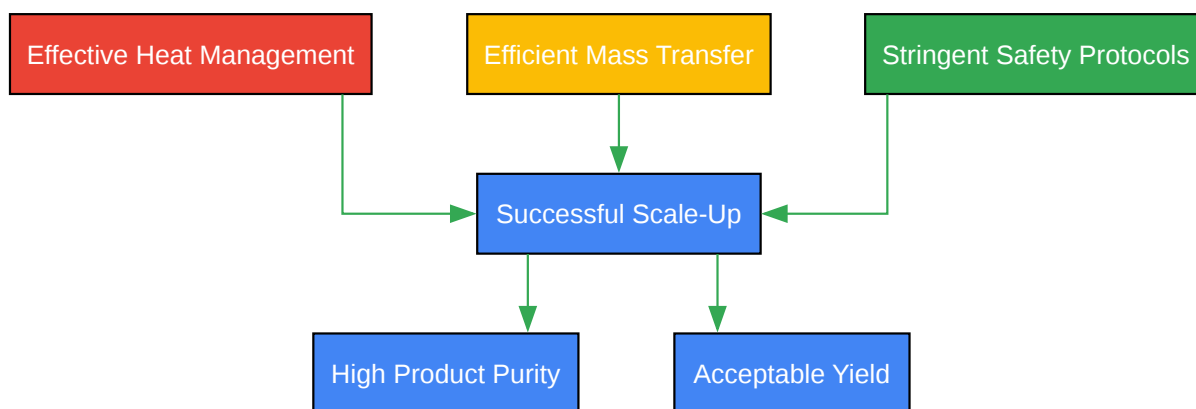 Effective Heat Management
Efficient Mass Transfer
Stringent Safety Protocols
Successful Scale-Up
High Product Purity
Acceptable Yield